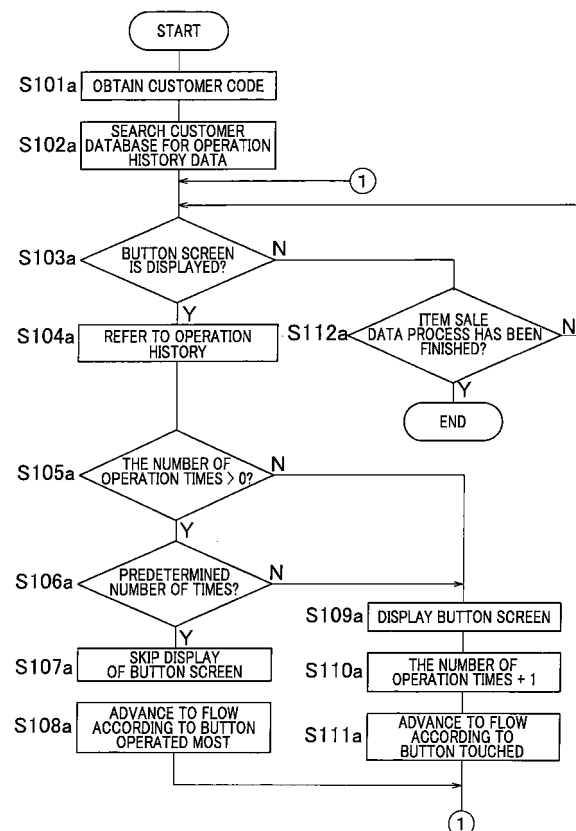 START
S101a
OBTAIN CUSTOMER CODE
S102a
SEARCH CUSTOMER
DATABASE FOR OPERATION
HISTORY DATA
1
S103a
BUTTON SCREEN
IS DISPLAYED?
N
Y
S104a
REFER TO OPERATION
HISTORY
S112a
ITEM SALE
DATA PROCESS HAS BEEN
FINISHED?
N
Y
END
S105a
THE NUMBER OF
OPERATION TIMES > 0?
N
Y
S106a
PREDETERMINED
NUMBER OF TIMES?
N
Y
S107a
SKIP DISPLAY
OF BUTTON SCREEN
S108a
ADVANCE TO FLOW
ACCORDING TO BUTTON
OPERATED MOST
S109a
DISPLAY BUTTON SCREEN
S110a
THE NUMBER OF
OPERATION TIMES + 1
S111a
ADVANCE TO FLOW
ACCORDING TO
BUTTON TOUCHED
1